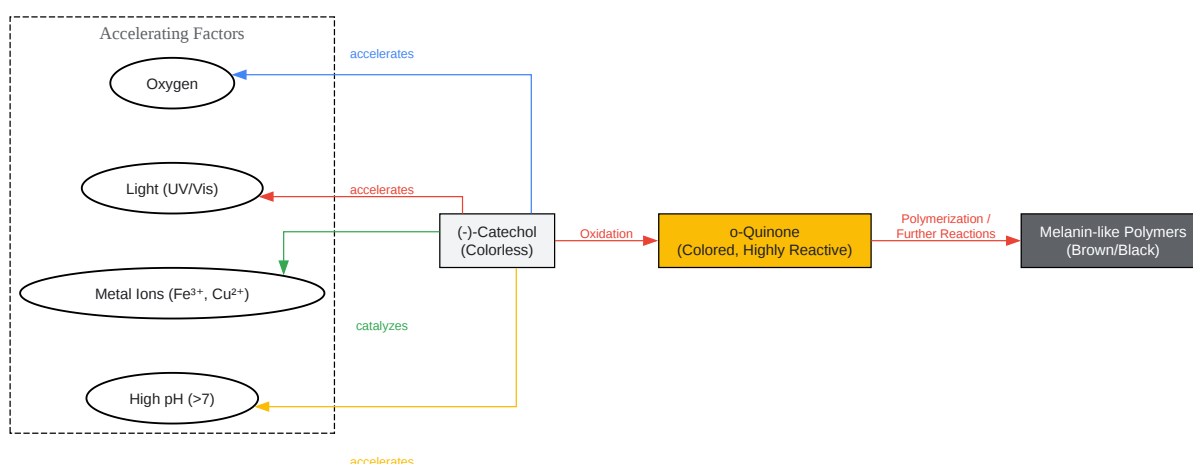 Accelerating Factors
accelerates
Oxygen
Light (UV/Vis)
accelerates
(-)-Catechol
(Colorless)
Oxidation
o-Quinone
(Colored, Highly Reactive)
Polymerization /
Further Reactions
Melanin-like Polymers
(Brown/Black)
Metal Ions (Fe³⁺, Cu²⁺)
catalyzes
High pH (>7)
accelerates